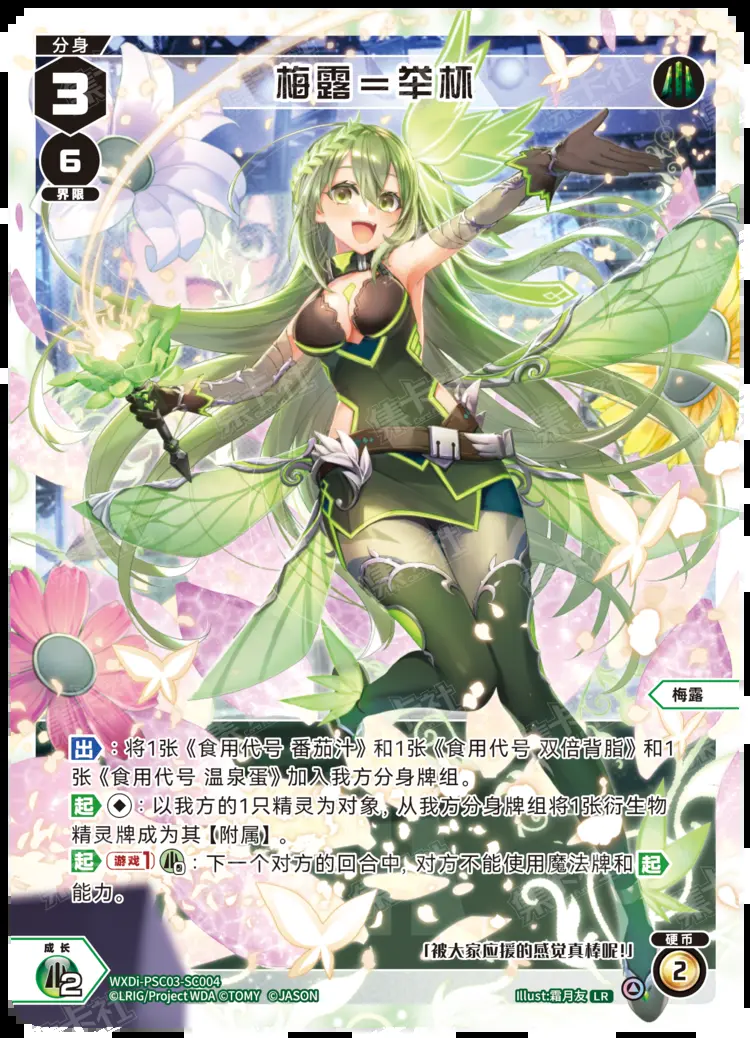 分身
3
梅露=举杯
6
界限
梅露
出：将1张《食用代号 番茄汁》和1张《食用代号 双倍背脂》和1
张《食用代号 温泉蛋》加入我方分身牌组。
起 ：以我方的1只精灵为对象，从我方分身牌组将1张衍生物
精灵牌成为其【附属】。
起 游戏1 0：下一个对方的回合中，对方不能使用魔法牌和 起
能力。
「被大家应援的感觉真棒呢!」
成长
2
硬币
2
WXDi-PSC03-SC004
©LRIG/Project WDA ©TOMY ©JASON
Illust:霜月友 LR
集卡社